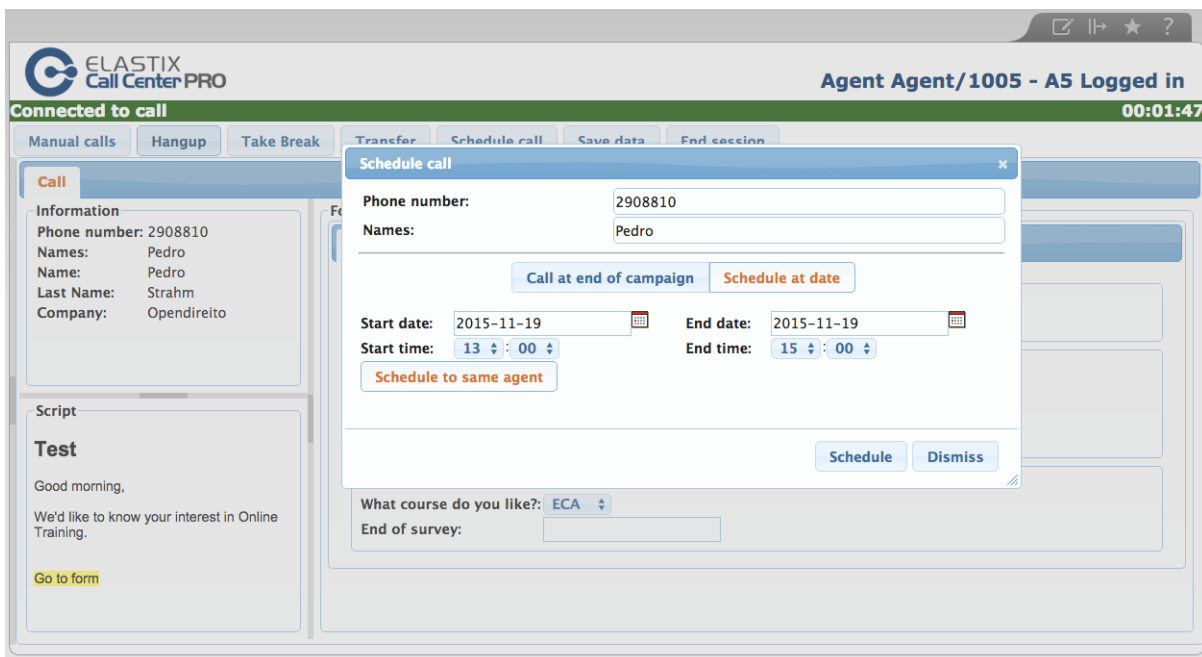 ?
ELASTIX
Call Center PRO
Agent Agent/1005 - A5 Logged in
Connected to call 00:01:47
Manual calls Hangup Take Break Transfer Schedule call Save data End session
Schedule call ×
Call
Phone number: 2908810
Names: Pedro
Information
Phone number: 2908810
Names: Pedro
Name: Pedro
Last Name: Strahm
Company: Opendireito
Call at end of campaign Schedule at date
Start date: 2015-11-19 End date: 2015-11-19
Start time: 13 : 00 End time: 15 : 00
Schedule to same agent
Schedule Dismiss
Script
Test
Good morning,
We'd like to know your interest in Online
Training.
Go to form
What course do you like?: ECA
End of survey: